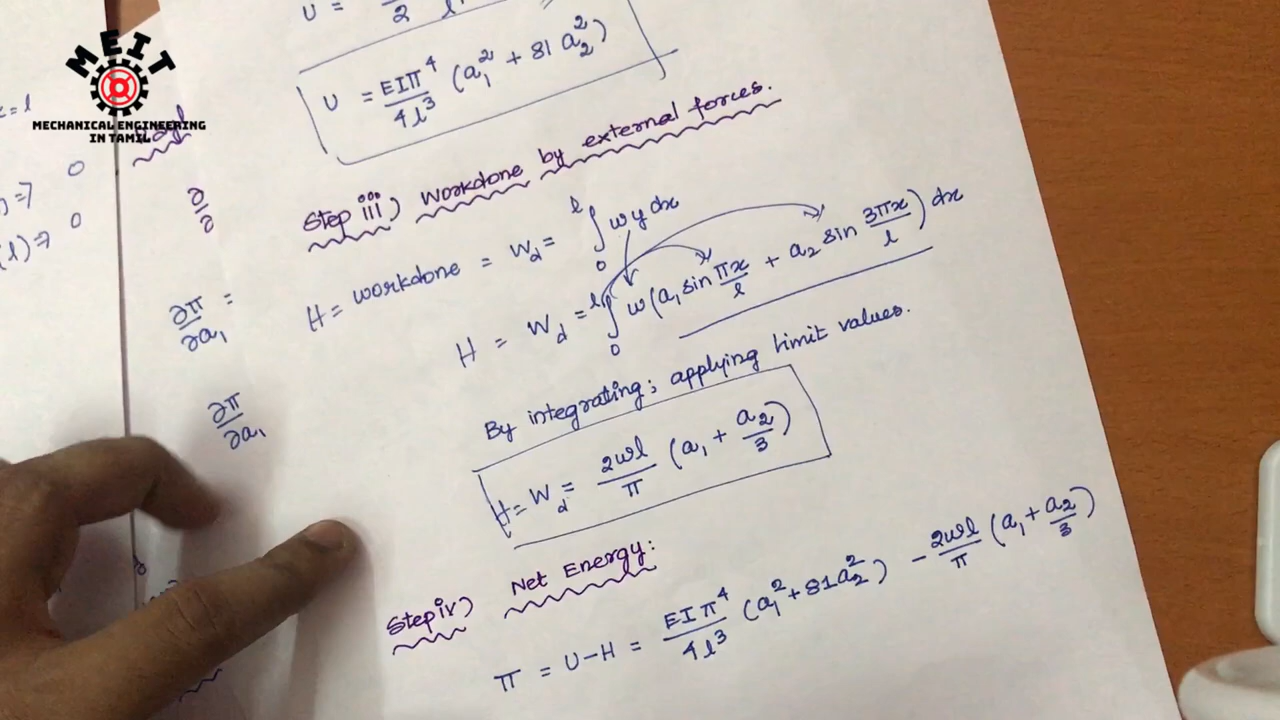 MEIT
MECHANICAL ENGINEERING
IN TAMIL
U = EIπ⁴/4l³ (a₁² + 81 a₂²)
Step iii) Workdone by external forces.
H = workdone = W_d = ∫₀ˡ w y dx
H = W_d = ∫₀ˡ w (a₁ sin πx/l + a₂ sin 3πx/l) dx
By integrating; applying limit values.
H = W_d = 2wl/π (a₁ + a₂/3)
Step iv) Net Energy:
π = U - H = EIπ⁴/4l³ (a₁² + 81a₂²) - 2wl/π (a₁ + a₂/3)
∂π/∂a₁ =
∂π/∂a₁